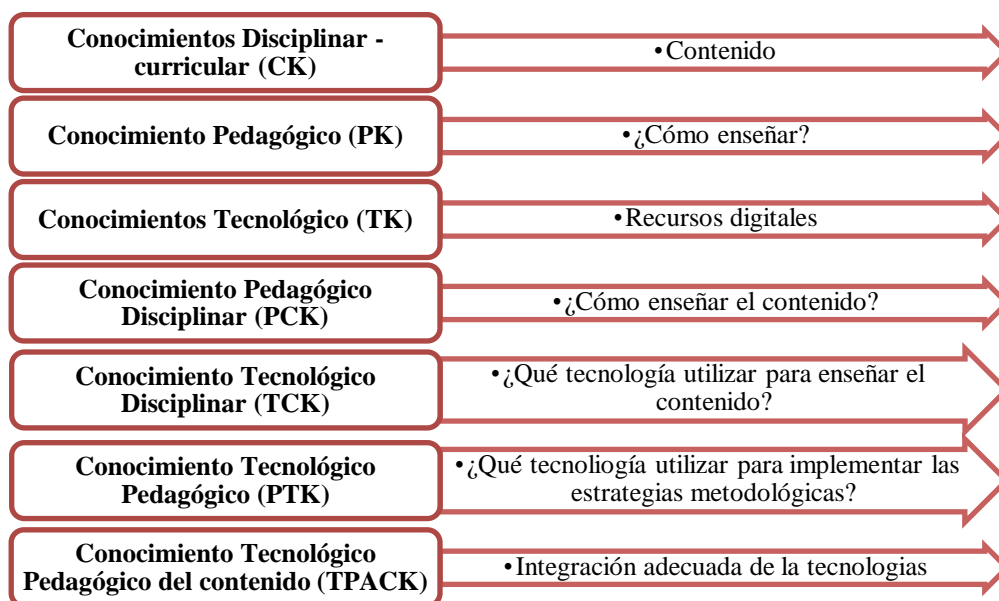 Conocimientos Disciplinar -
curricular (CK)
•Contenido
Conocimiento Pedagógico (PK)
•¿Cómo enseñar?
Conocimientos Tecnológico (TK)
•Recursos digitales
Conocimiento Pedagógico
Disciplinar (PCK)
•¿Cómo enseñar el contenido?
Conocimiento Tecnológico
Disciplinar (TCK)
•¿Qué tecnología utilizar para enseñar el
contenido?
Conocimiento Tecnológico
Pedagógico (PTK)
•¿Qué tecnoliogía utilizar para implementar las
estrategias metodológicas?
Conocimiento Tecnológico
Pedagógico del contenido (TPACK)
•Integración adecuada de la tecnologias